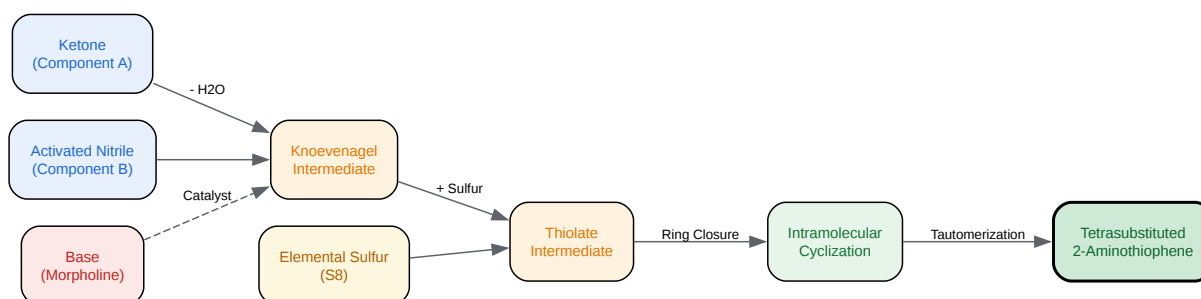 Ketone
(Component A)
- H2O
Activated Nitrile
(Component B)
Knoevenagel
Intermediate
Catalyst
+ Sulfur
Base
(Morpholine)
Elemental Sulfur
(S8)
Thiolate
Intermediate
Ring Closure
Intramolecular
Cyclization
Tautomerization
Tetrasubstituted
2-Aminothiophene